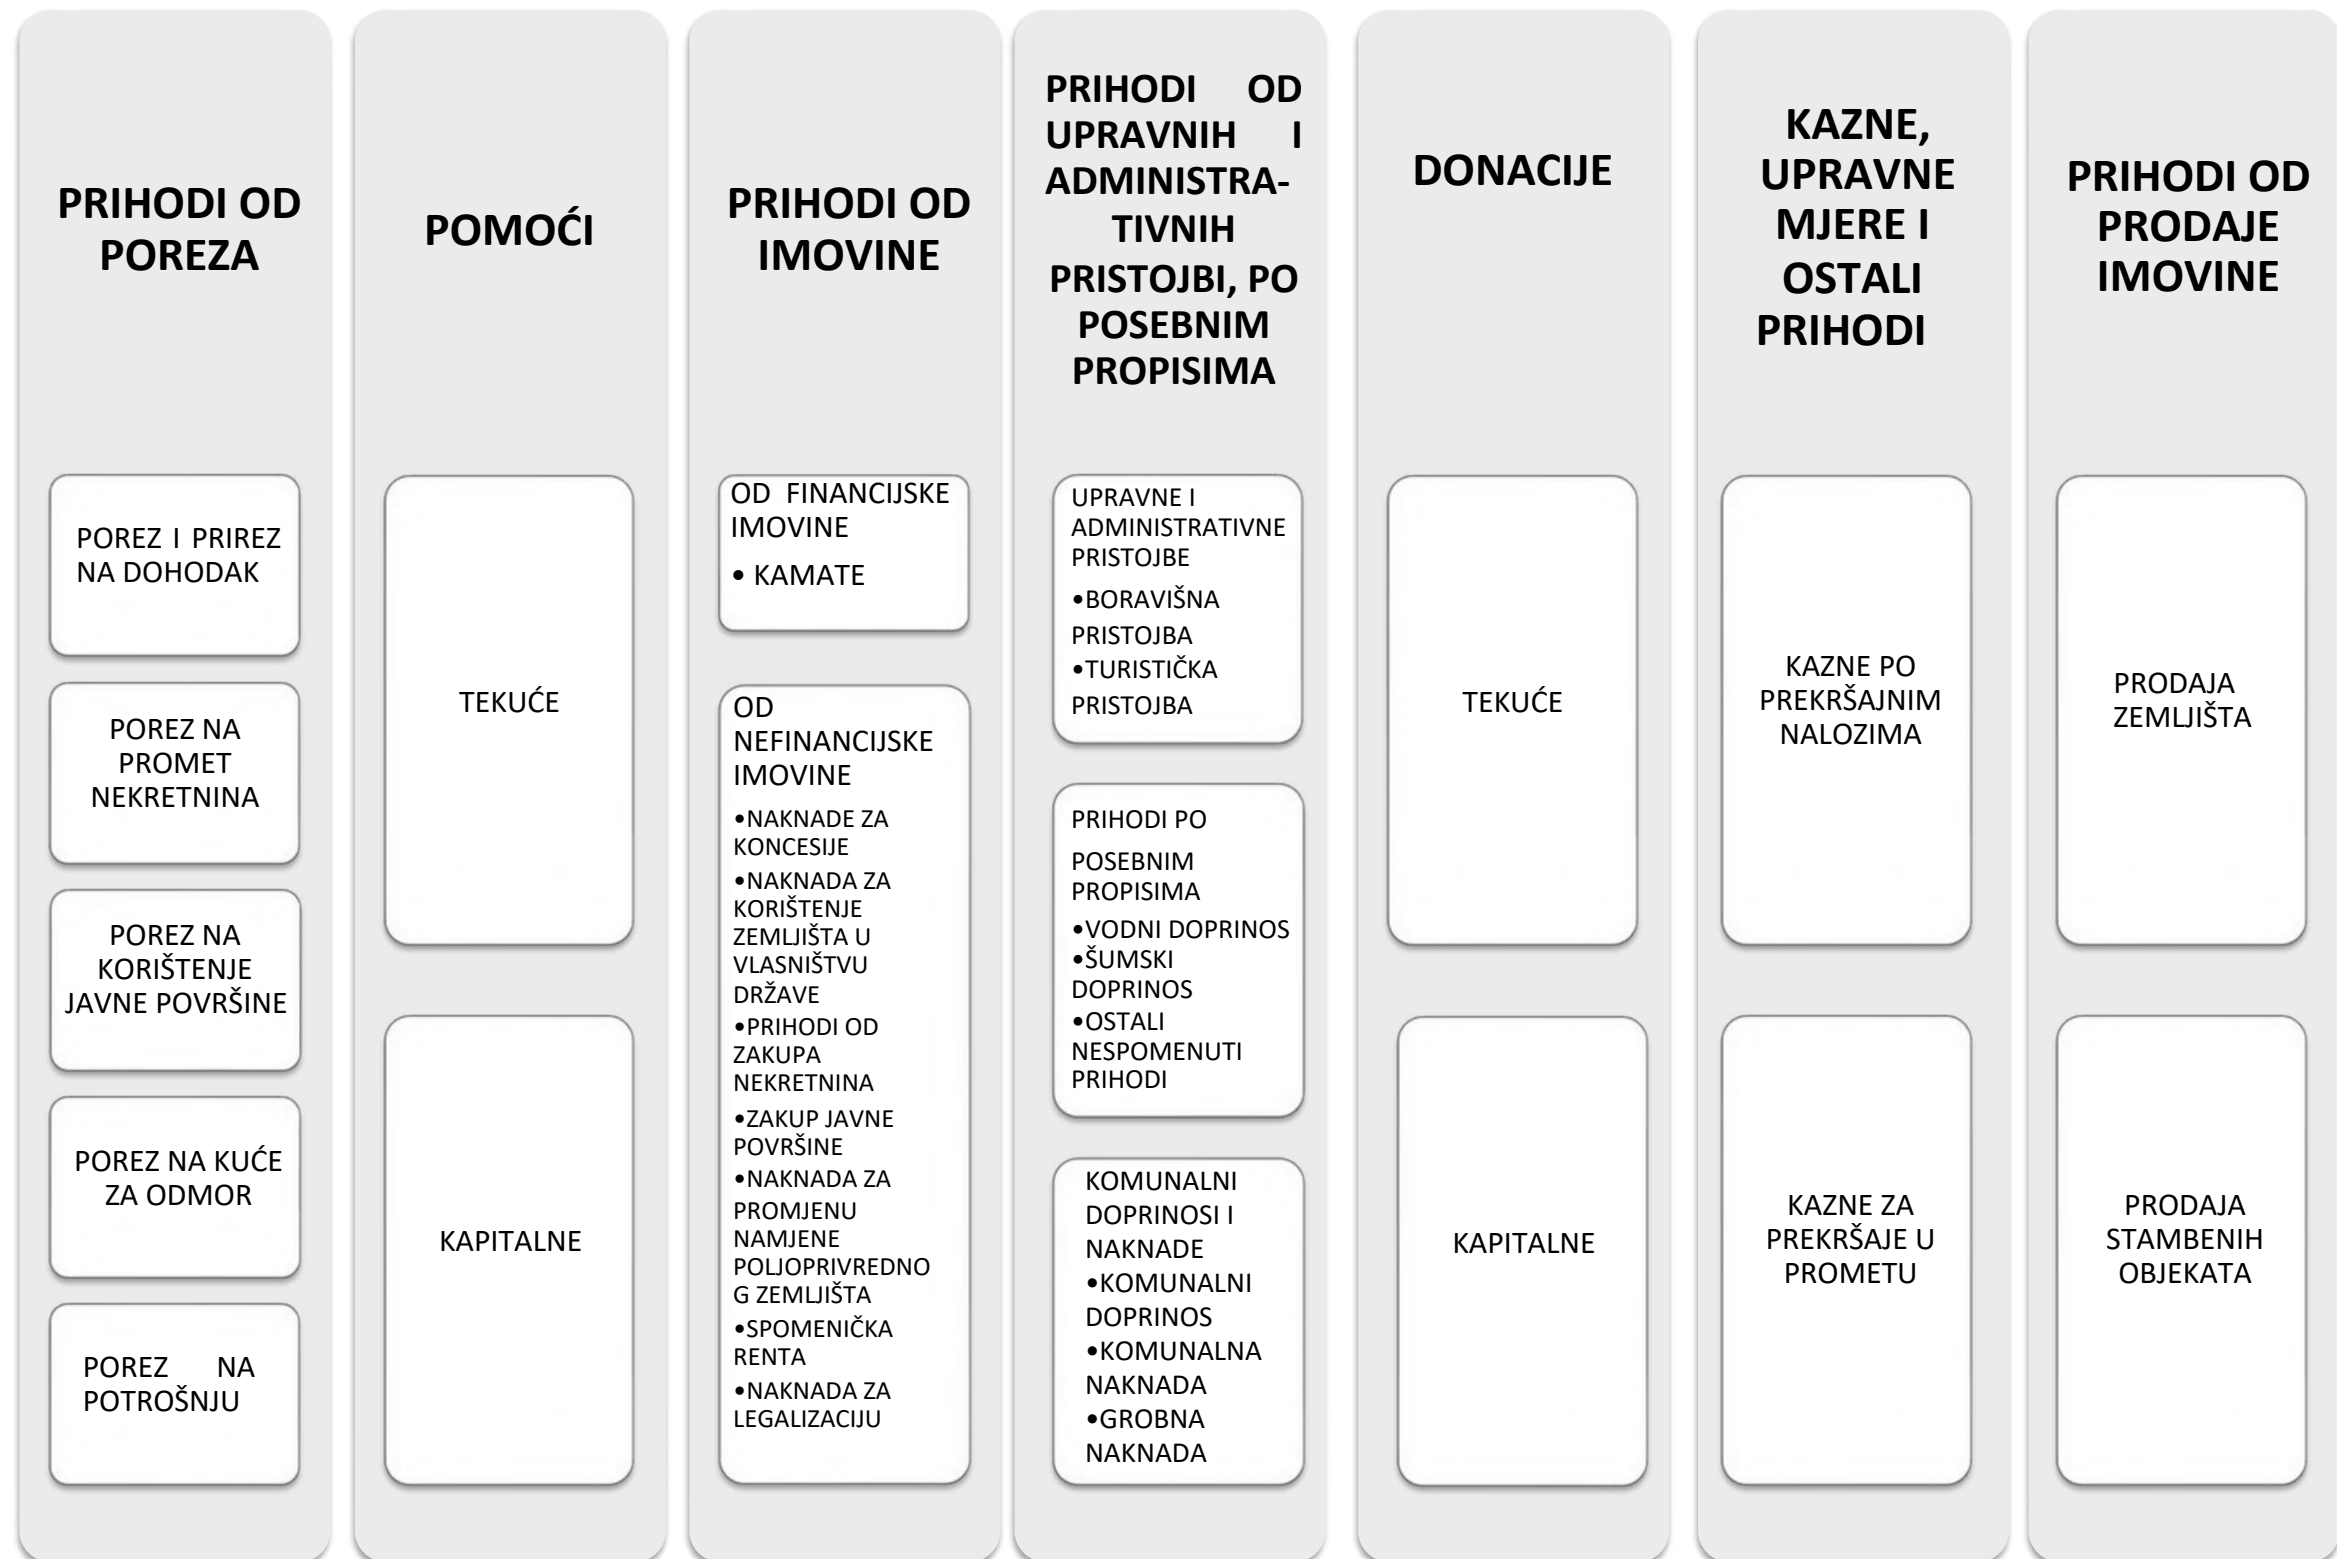 PRIHODI OD
POREZA
POREZ I PRIREZ
NA DOHODAK
POREZ NA
PROMET
NEKRETNINA
POREZ NA
KORIŠTENJE
JAVNE POVRŠINE
POREZ NA KUĆE
ZA ODMOR
POREZ NA
POTROŠNJU
POMOĆI
TEKUĆE
KAPITALNE
PRIHODI OD
IMOVINE
OD FINANCIJSKE
IMOVINE
• KAMATE
OD
NEFINANCIJSKE
IMOVINE
•NAKNADE ZA
KONCESIJE
•NAKNADA ZA
KORIŠTENJE
ZEMLJIŠTA U
VLASNIŠTVU
DRŽAVE
•PRIHODI OD
ZAKUPA
NEKRETNINA
•ZAKUP JAVNE
POVRŠINE
•NAKNADA ZA
PROMJENU
NAMJENE
POLJOPRIVREDNO
G ZEMLJIŠTA
•SPOMENIČKA
RENTA
•NAKNADA ZA
LEGALIZACIJU
PRIHODI OD
UPRAVNIH I
ADMINISTRA-
TIVNIH
PRISTOJBI, PO
POSEBNIM
PROPISIMA
UPRAVNE I
ADMINISTRATIVNE
PRISTOJBE
•BORAVIŠNA
PRISTOJBA
•TURISTIČKA
PRISTOJBA
PRIHODI PO
POSEBNIM
PROPISIMA
•VODNI DOPRINOS
•ŠUMSKI
DOPRINOS
•OSTALI
NESPOMENUTI
PRIHODI
KOMUNALNI
DOPRINOSI I
NAKNADE
•KOMUNALNI
DOPRINOS
•KOMUNALNA
NAKNADA
•GROBNA
NAKNADA
DONACIJE
TEKUĆE
KAPITALNE
KAZNE,
UPRAVNE
MJERE I
OSTALI
PRIHODI
KAZNE PO
PREKRŠAJNIM
NALOZIMA
KAZNE ZA
PREKRŠAJE U
PROMETU
PRIHODI OD
PRODAJE
IMOVINE
PRODAJA
ZEMLJIŠTA
PRODAJA
STAMBENIH
OBJEKATA